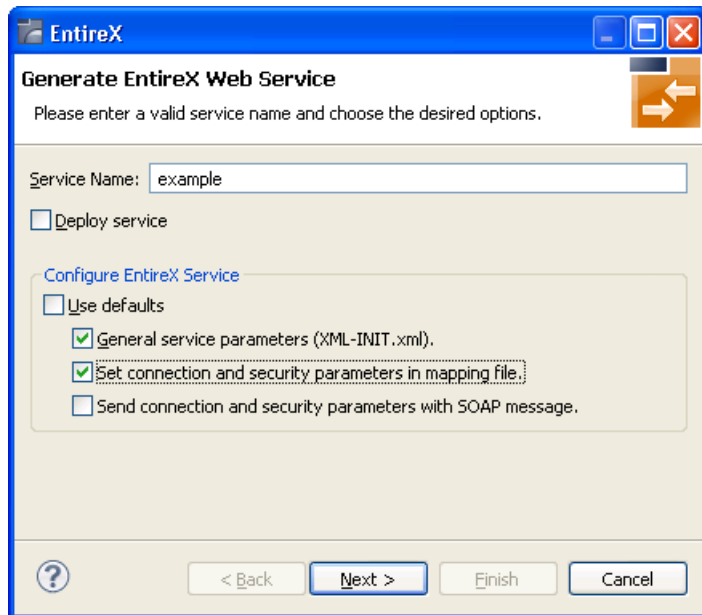 EntireX
Generate EntireX Web Service
Please enter a valid service name and choose the desired options.
Service Name: example
Deploy service
Configure EntireX Service
Use defaults
General service parameters (XML-INIT.xml).
Set connection and security parameters in mapping file.
Send connection and security parameters with SOAP message.
? < Back Next > Finish Cancel